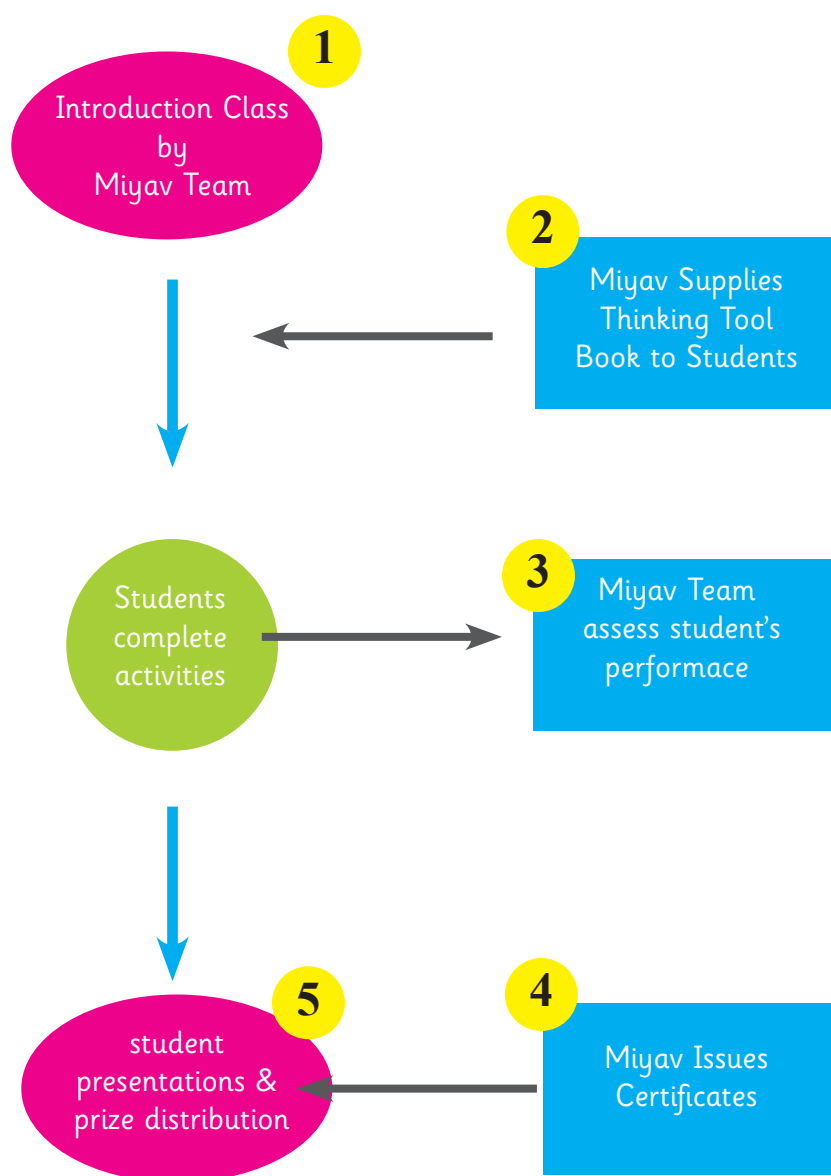 1
Introduction Class
by
Miyav Team
2
Miyav Supplies
Thinking Tool
Book to Students
Students
complete
activities
3
Miyav Team
assess student's
performace
4
Miyav Issues
Certificates
5
student
presentations &
prize distribution